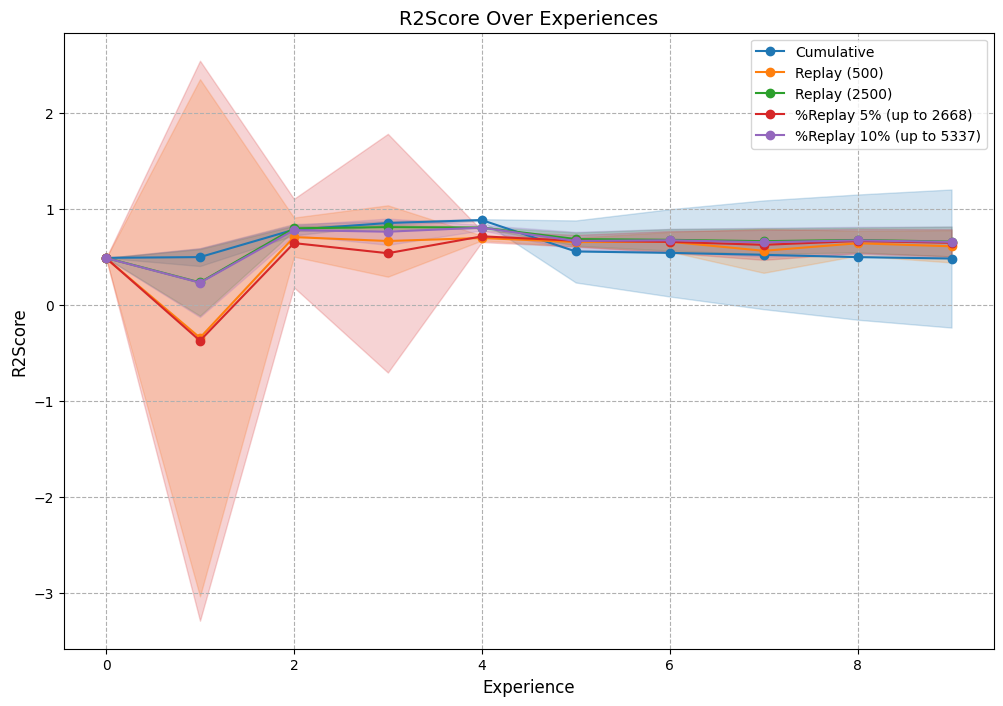 R2Score Over Experiences
Cumulative
Replay (500)
Replay (2500)
%Replay 5% (up to 2668)
%Replay 10% (up to 5337)
R2Score
2
1
0
−1
−2
−3
0 2 4 6 8
Experience